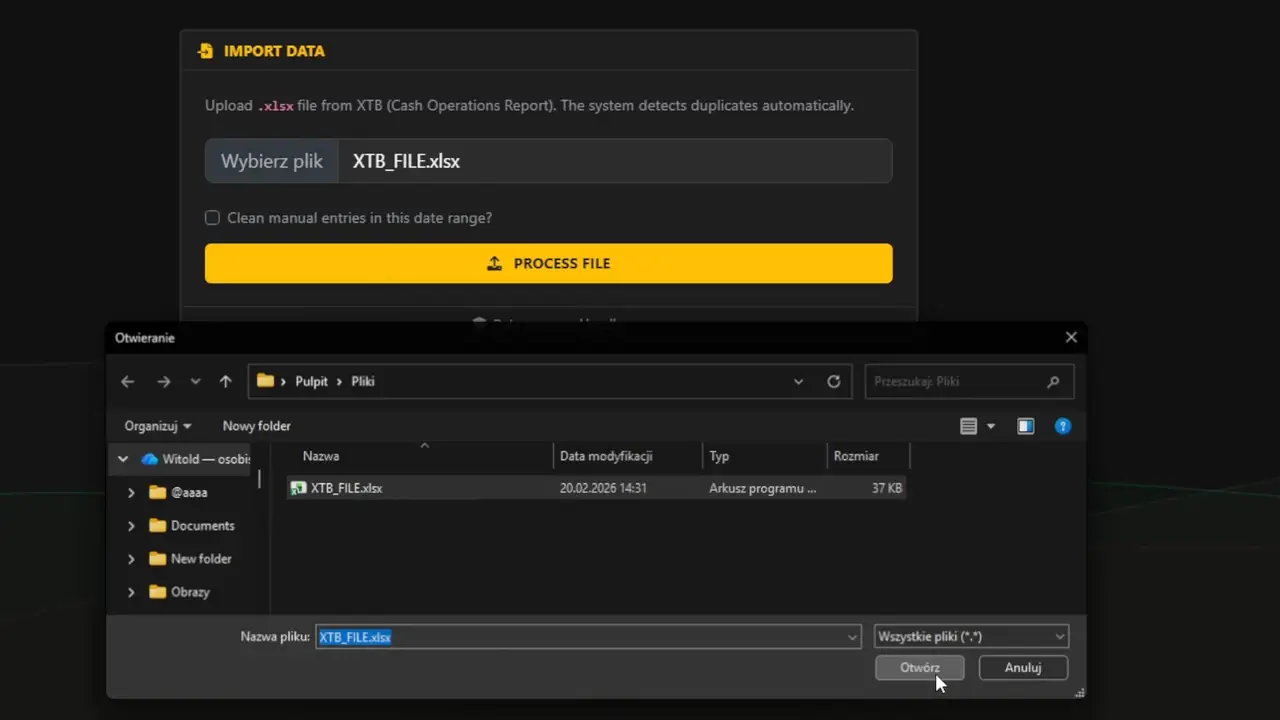 IMPORT DATA
Upload .xlsx file from XTB (Cash Operations Report). The system detects duplicates automatically.
Wybierz plik XTB_FILE.xlsx
Clean manual entries in this date range?
PROCESS FILE
Otwieranie
Pulpit Pliki
Przeszukaj: Pliki
Organizuj Nowy folder
Witold — osobis
Nazwa Data modyfikacji Typ Rozmiar
XTB_FILE.xlsx 20.02.2026 14:31 Arkusz programu ... 37 KB
@aaaa
Documents
New folder
Obrazy
Nazwa pliku: XTB_FILE.xlsx Wszystkie pliki (*.*)
Otwórz Anuluj